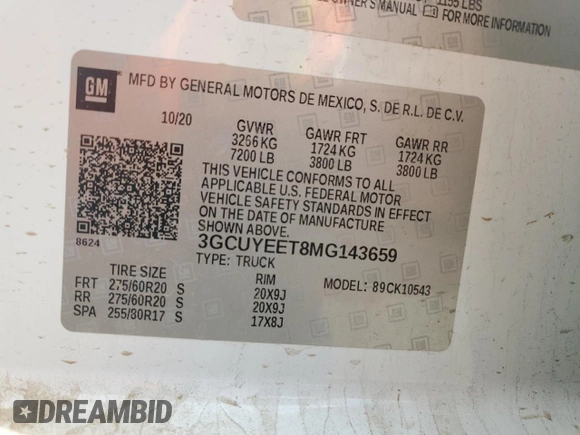 1195 LBS
OWNER'S MANUAL FOR MORE INFORMATION
GM
MFD BY GENERAL MOTORS DE MEXICO, S. DE R.L. DE C.V.
10/20 GVWR GAWR FRT GAWR RR
3266 KG 1724 KG 1724 KG
7200 LB 3800 LB 3800 LB
THIS VEHICLE CONFORMS TO ALL
APPLICABLE U.S. FEDERAL MOTOR
VEHICLE SAFETY STANDARDS IN EFFECT
ON THE DATE OF MANUFACTURE
SHOWN ABOVE.
8624 3GCUYEET8MG143659
TYPE: TRUCK
TIRE SIZE RIM MODEL: 89CK10543
FRT 275/60R20 S 20X9J
RR 275/60R20 S 20X9J
SPA 255/80R17 S 17X8J
DREAMBID